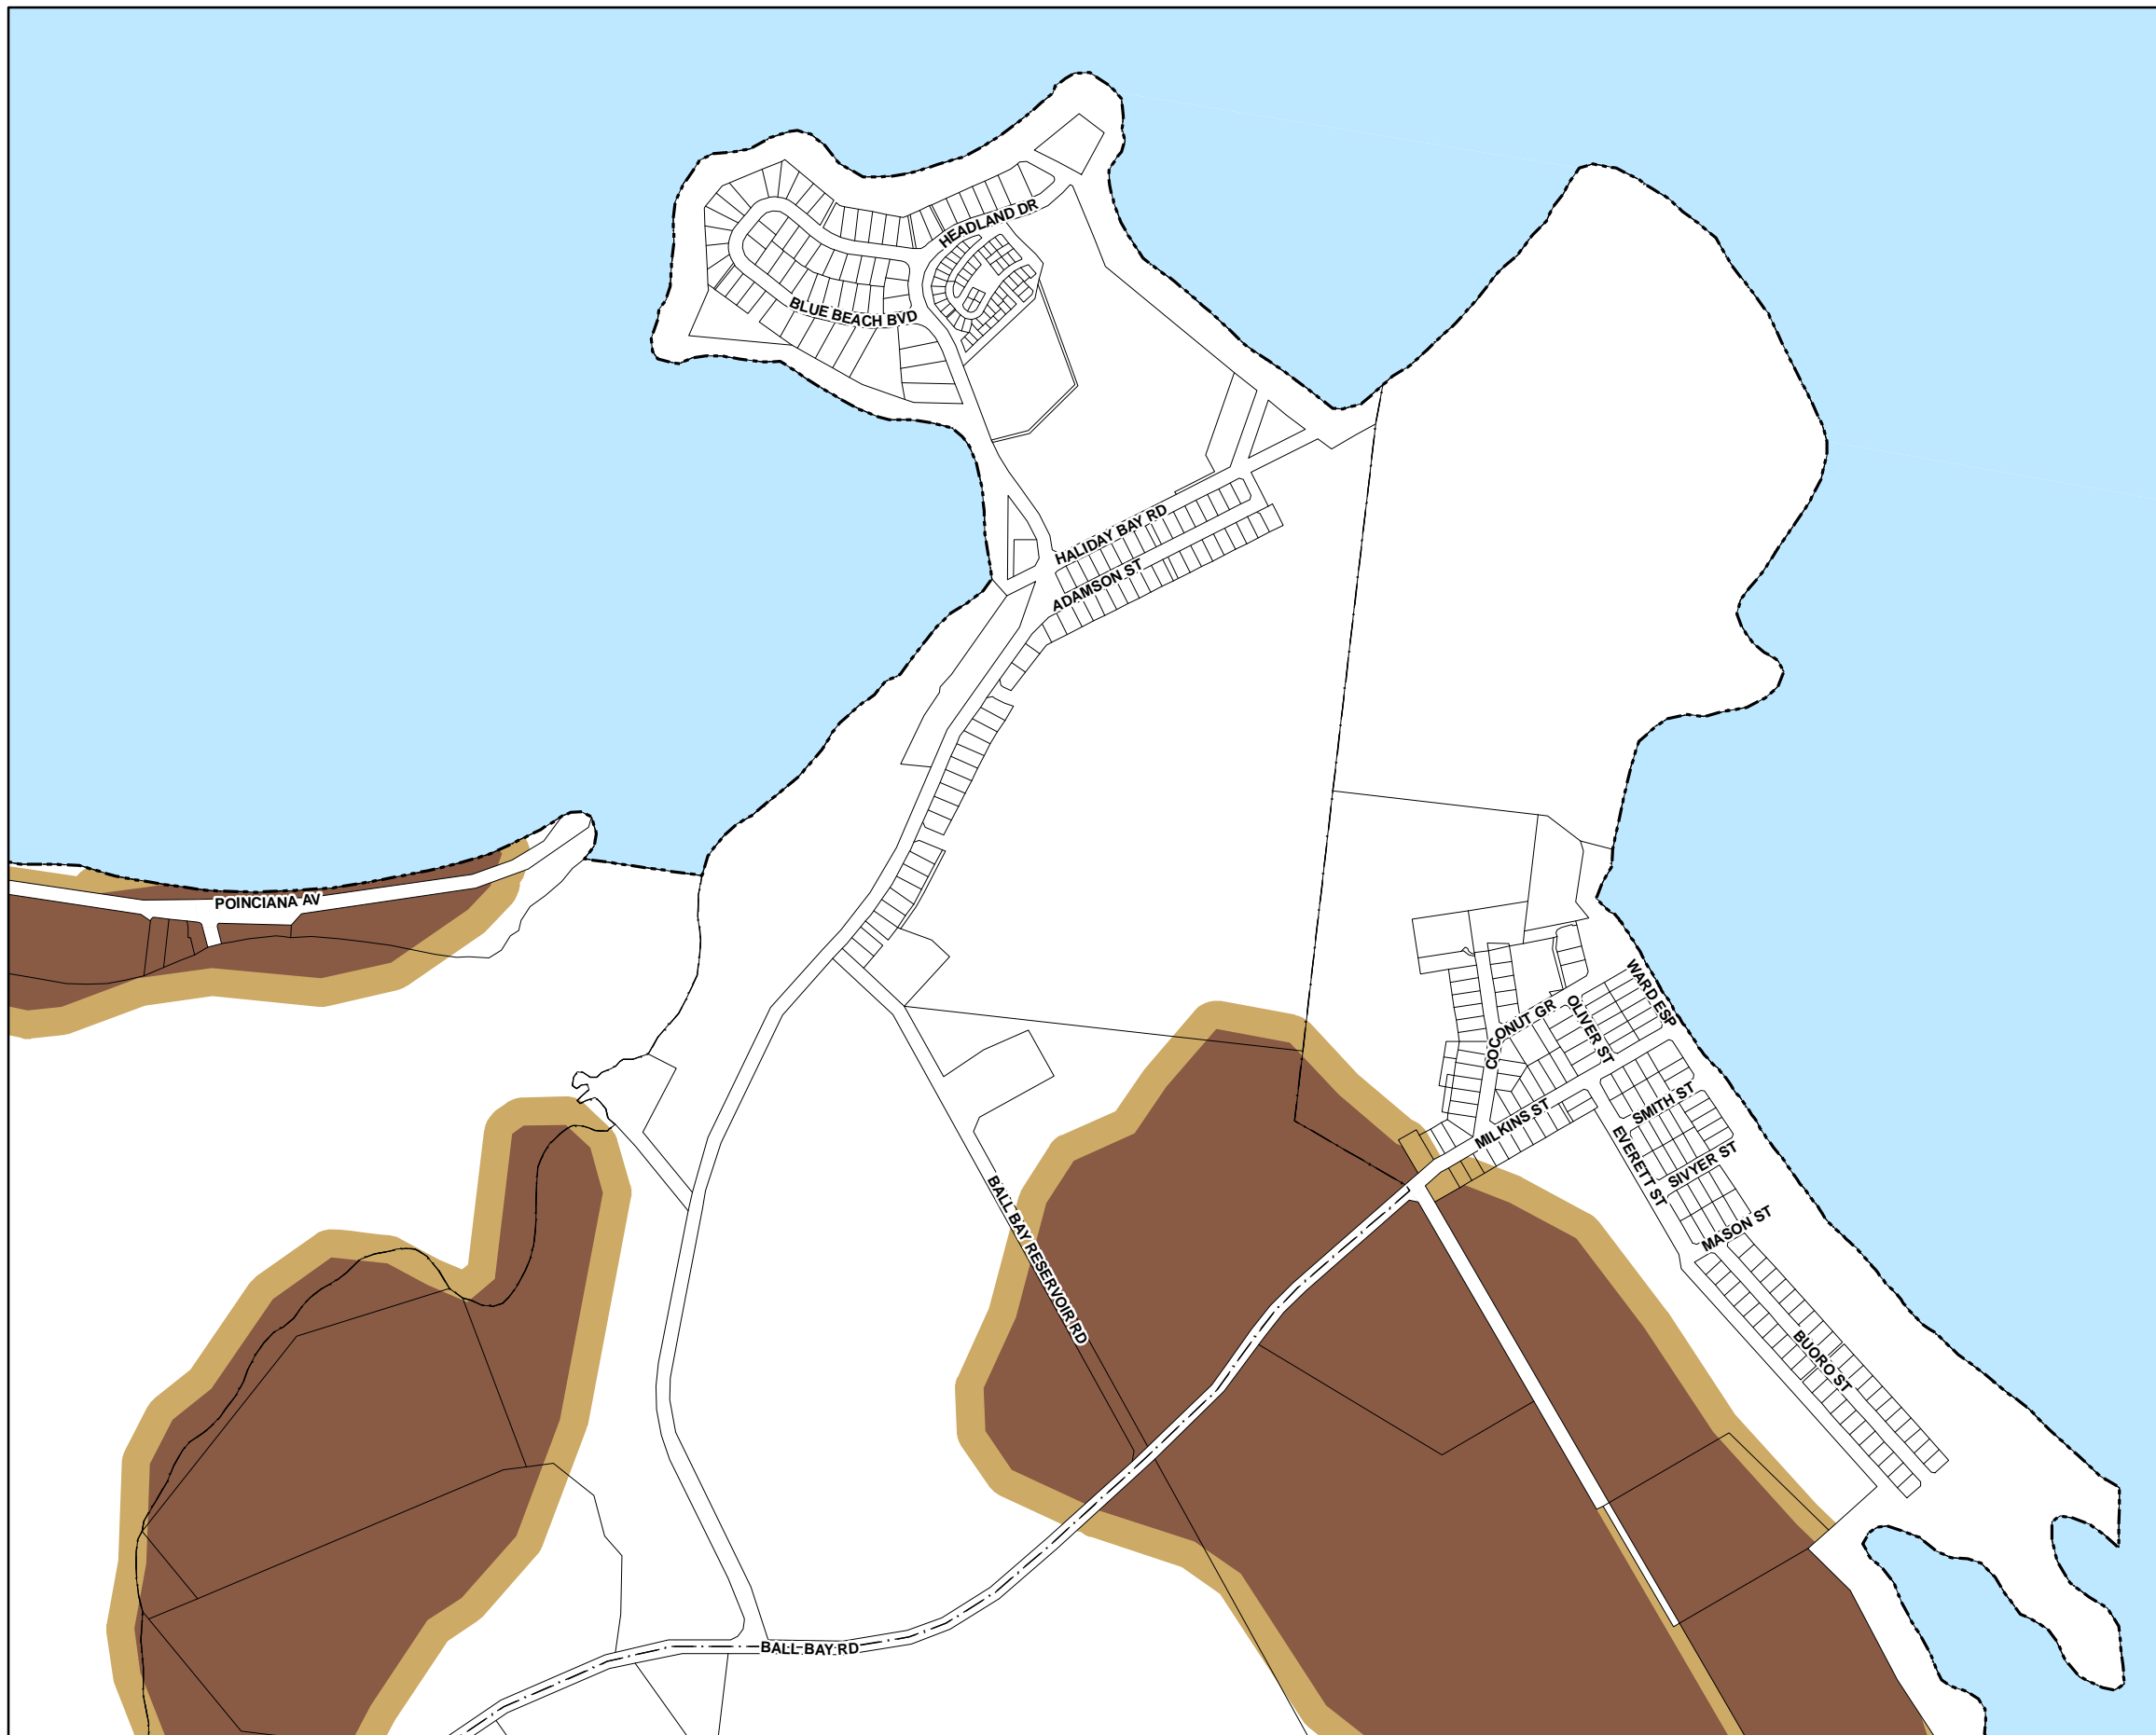 HEADLAND DR
BLUE BEACH BVD
HALIDAY BAY RD
ADAMSON ST
POINCIANA AV
WARD ESP
OLIVER ST
COCONUT GR
SMITH ST
MILKINS ST
EVERETT ST
SIVYER ST
MASON ST
BALL BAY RESERVOIR RD
BUORO ST
BALL BAY RD